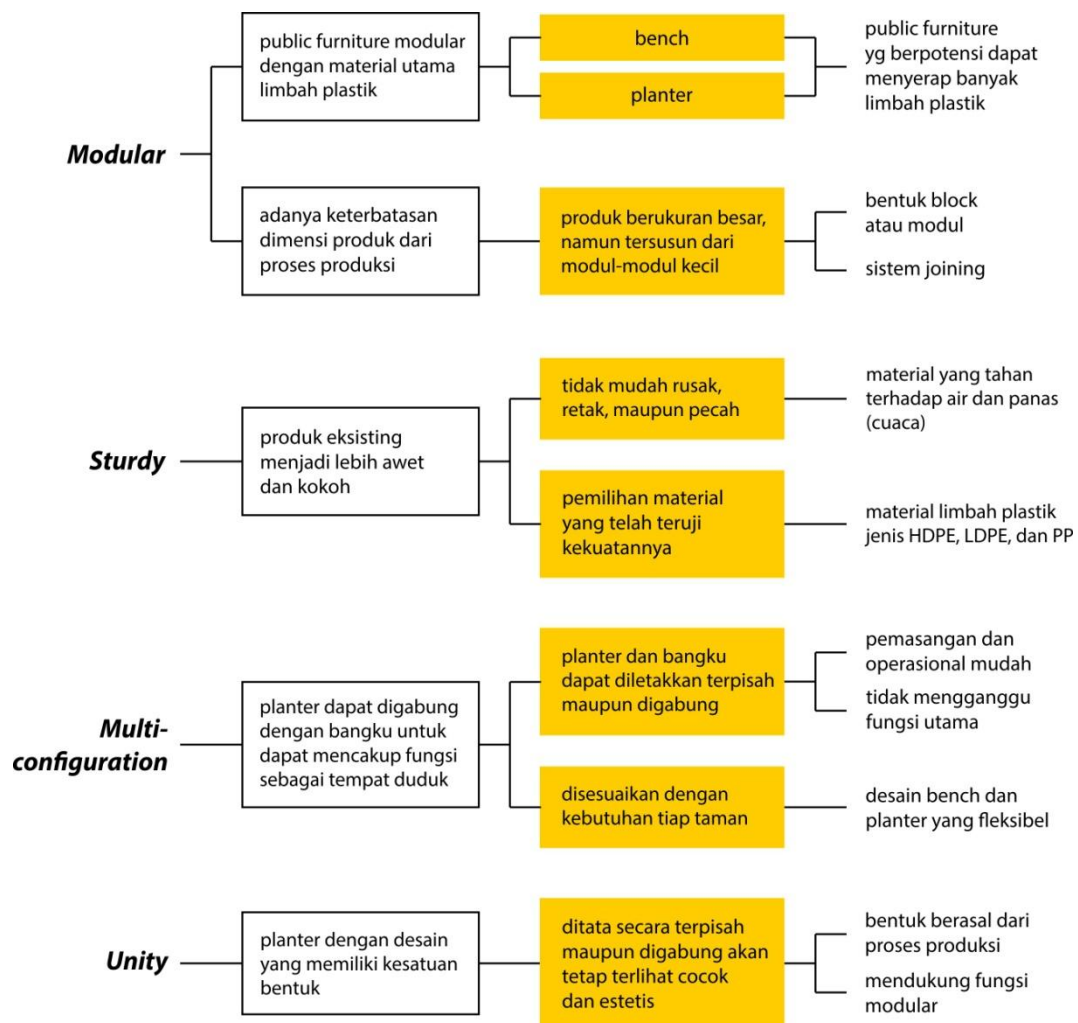 Modular
public furniture modular
dengan material utama
limbah plastik
bench
planter
public furniture
yg berpotensi dapat
menyerap banyak
limbah plastik
adanya keterbatasan
dimensi produk dari
proses produksi
produk berukuran besar,
namun tersusun dari
modul-modul kecil
bentuk block
atau modul
sistem joining
Sturdy
produk eksisting
menjadi lebih awet
dan kokoh
tidak mudah rusak,
retak, maupun pecah
material yang tahan
terhadap air dan panas
(cuaca)
pemilihan material
yang telah teruji
kekuatannya
material limbah plastik
jenis HDPE, LDPE, dan PP
Multi-
configuration
planter dapat digabung
dengan bangku untuk
dapat mencakup fungsi
sebagai tempat duduk
planter dan bangku
dapat diletakkan terpisah
maupun digabung
pemasangan dan
operasional mudah
tidak mengganggu
fungsi utama
disesuaikan dengan
kebutuhan tiap taman
desain bench dan
planter yang fleksibel
Unity
planter dengan desain
yang memiliki kesatuan
bentuk
ditata secara terpisah
maupun digabung akan
tetap terlihat cocok
dan estetis
bentuk berasal dari
proses produksi
mendukung fungsi
modular